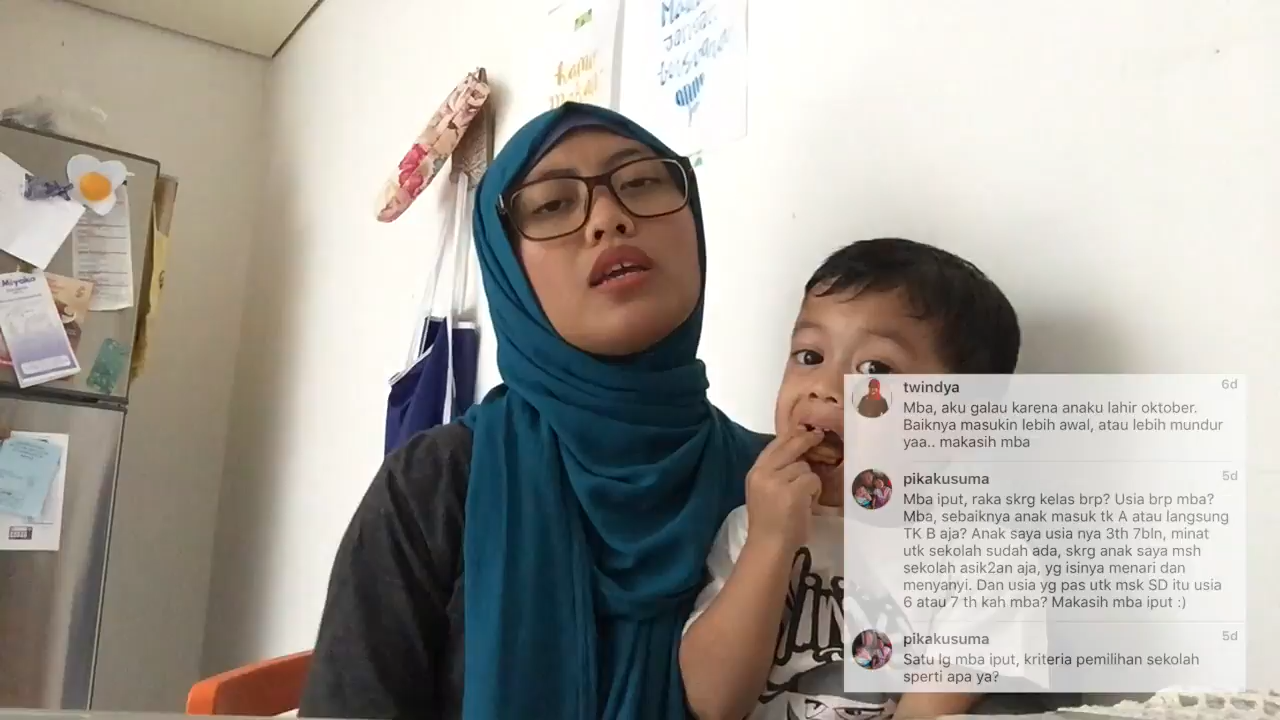 Miyako
twindya
6d
Mba, aku galau karena anaku lahir oktober.
Baiknya masukin lebih awal, atau lebih mundur
yaa.. makasih mba
pikakusuma
5d
Mba iput, raka skrg kelas brp? Usia brp mba?
Mba, sebaiknya anak masuk tk A atau langsung
TK B aja? Anak saya usia nya 3th 7bln, minat
utk sekolah sudah ada, skrg anak saya msh
sekolah asik2an aja, yg isinya menari dan
menyanyi. Dan usia yg pas utk msk SD itu usia
6 atau 7 th kah mba? Makasih mba iput :)
pikakusuma
5d
Satu lg mba iput, kriteria pemilihan sekolah
sperti apa ya?